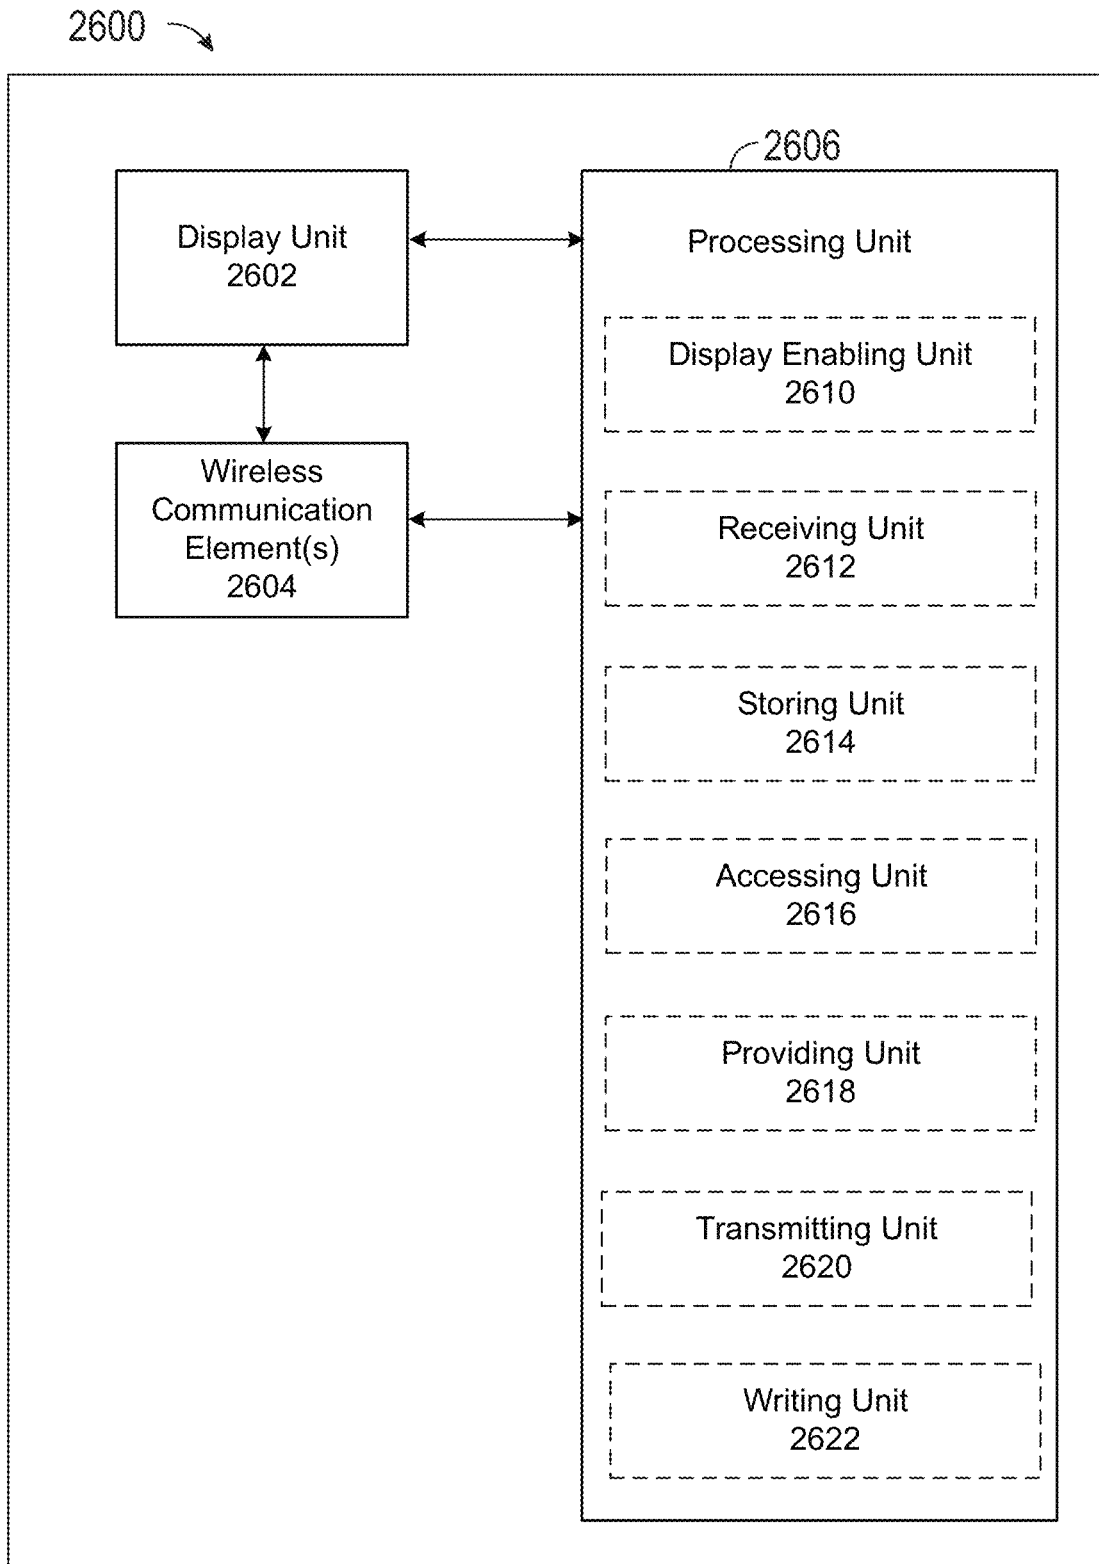 2600
2606
Display Unit
2602
Processing Unit
Display Enabling Unit
2610
Wireless
Communication
Element(s)
2604
Receiving Unit
2612
Storing Unit
2614
Accessing Unit
2616
Providing Unit
2618
Transmitting Unit
2620
Writing Unit
2622